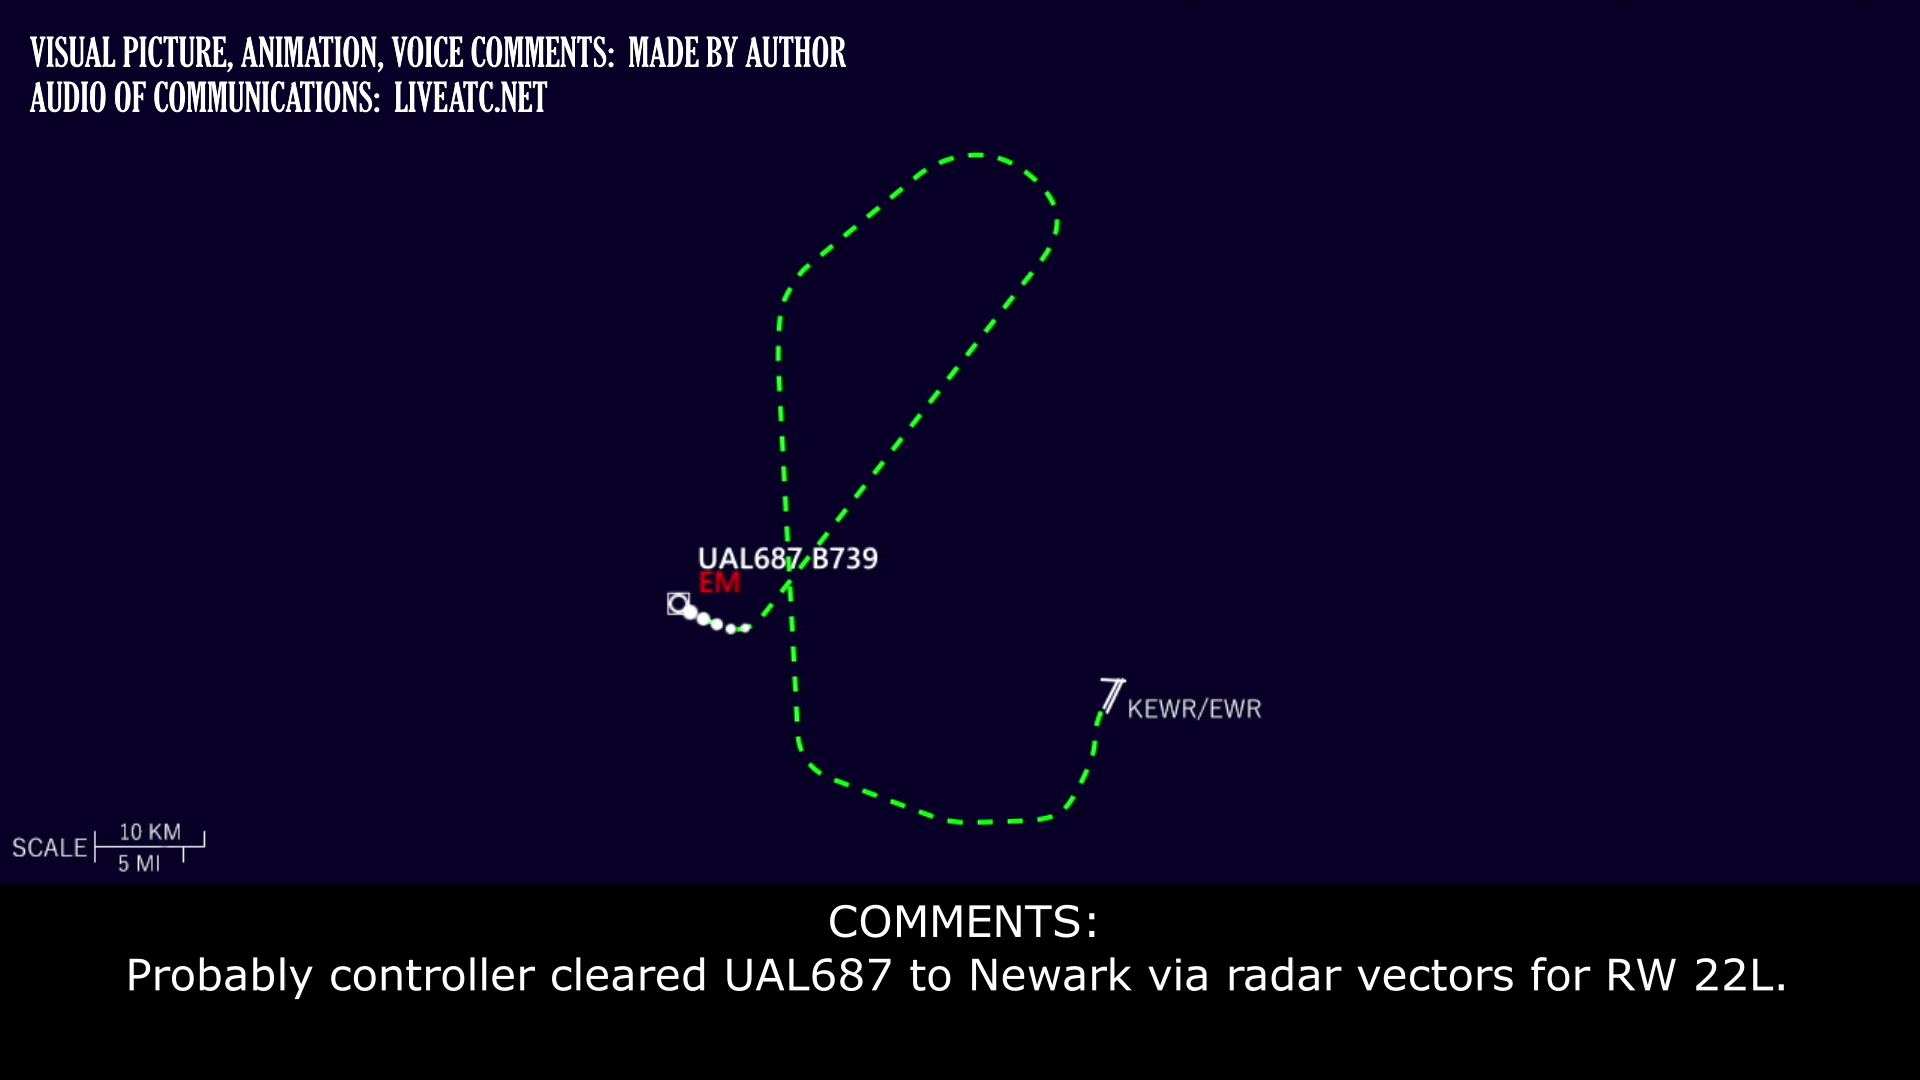 VISUAL PICTURE, ANIMATION, VOICE COMMENTS: MADE BY AUTHOR
AUDIO OF COMMUNICATIONS: LIVEATC.NET
UAL687 B739
EM
KEWR/EWR
10 KM
SCALE
5 MI
COMMENTS:
Probably controller cleared UAL687 to Newark via radar vectors for RW 22L.